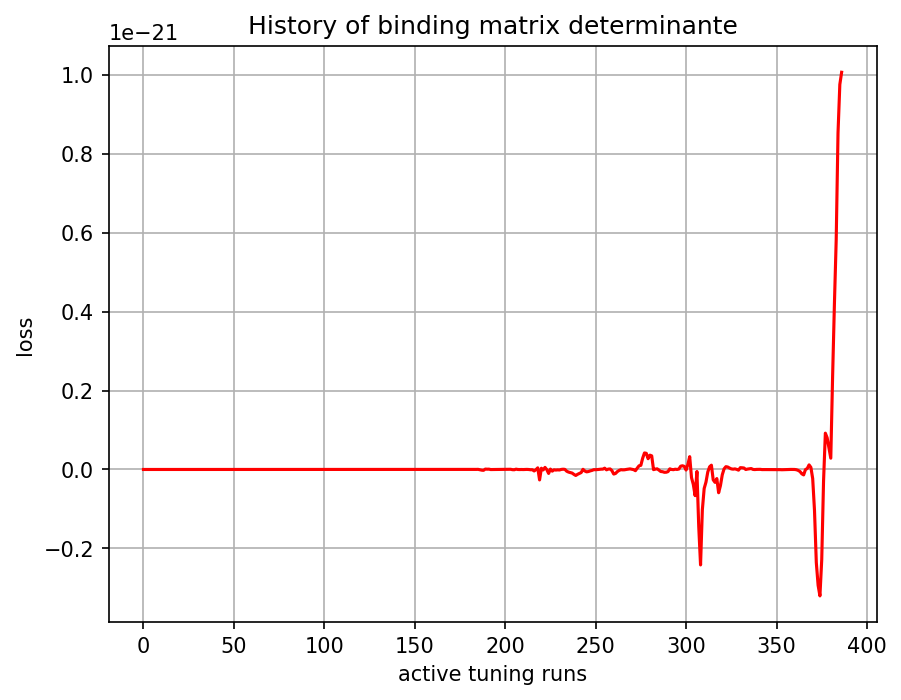 History of binding matrix determinante
1e−21
1.0
0.8
0.6
0.4
0.2
0.0
−0.2
loss
0 50 100 150 200 250 300 350 400
active tuning runs